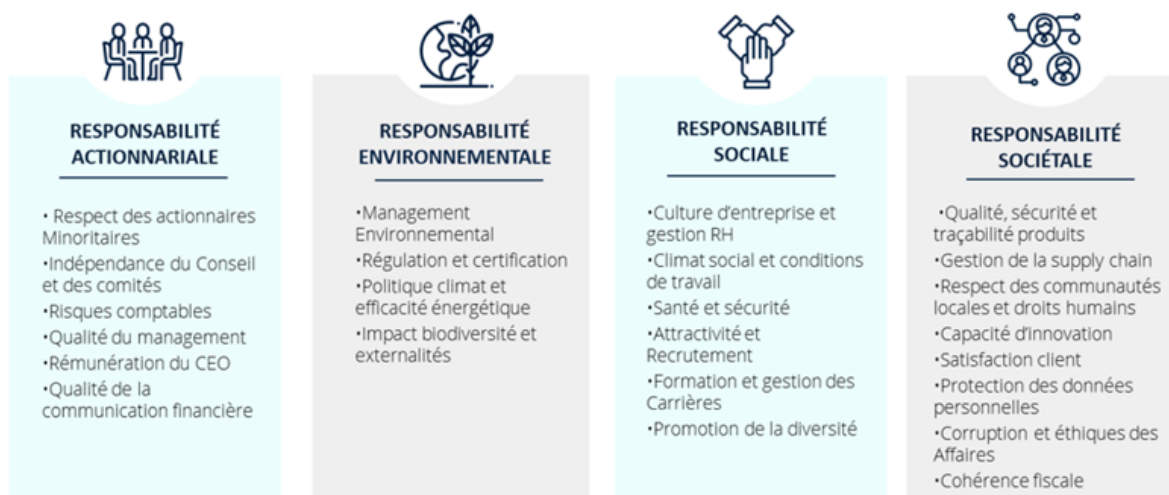 RESPONSABILITÉ
ACTIONNARIALE
• Respect des actionnaires
Minoritaires
•Indépendance du Conseil
et des comités
•Risques comptables
•Qualité du management
•Rémunération du CEO
•Qualité de la
communication financière
RESPONSABILITÉ
ENVIRONNEMENTALE
•Management
Environnemental
•Régulation et certification
•Politique climat et
efficacité énergétique
•Impact biodiversité et
externalités
RESPONSABILITÉ
SOCIALE
•Culture d’entreprise et
gestion RH
•Climat social et conditions
de travail
•Santé et sécurité
•Attractivité et
Recrutement
•Formation et gestion des
Carrières
•Promotion de la diversité
RESPONSABILITÉ
SOCIÉTALE
•Qualité, sécurité et
traçabilité produits
•Gestion de la supply chain
•Respect des communautés
locales et droits humains
•Capacité d’innovation
•Satisfaction client
•Protection des données
personnelles
•Corruption et éthiques des
Affaires
•Cohérence fiscale